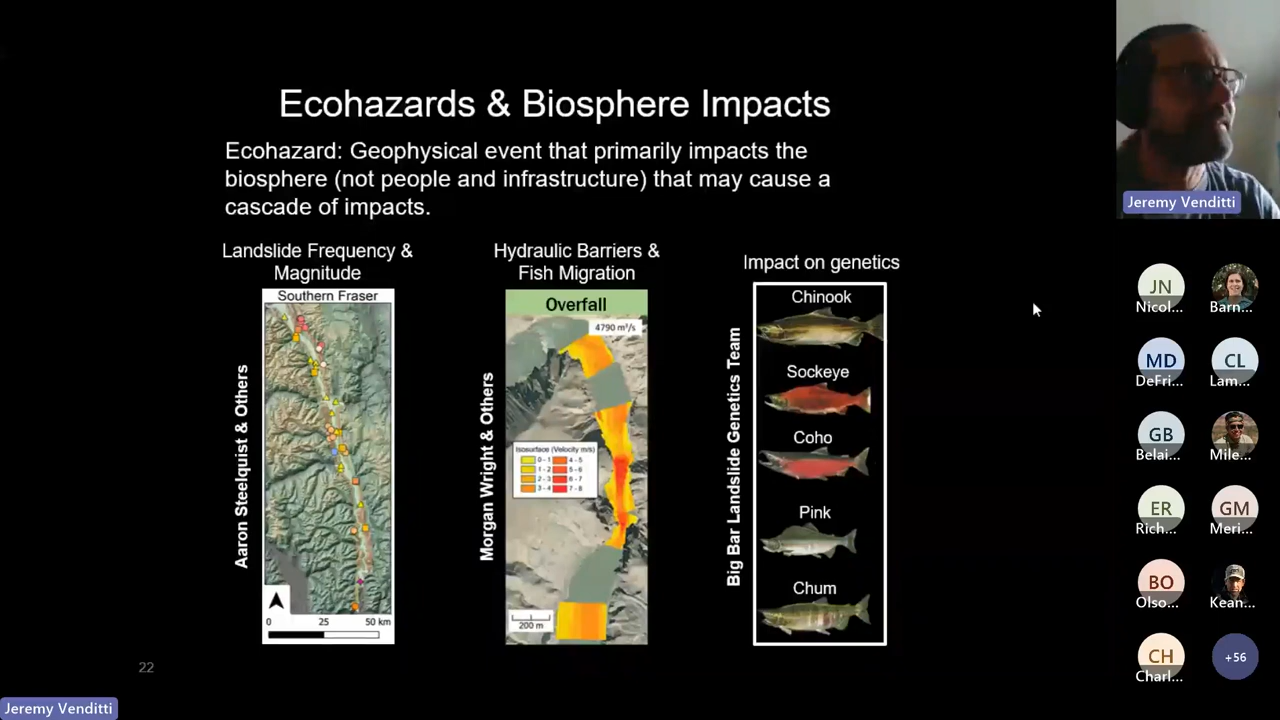 Ecohazards & Biosphere Impacts
Ecohazard: Geophysical event that primarily impacts the
biosphere (not people and infrastructure) that may cause a
cascade of impacts.
Landslide Frequency &
Magnitude
Southern Fraser
Aaron Steelquist & Others
0 25 50 km
Hydraulic Barriers &
Fish Migration
Overfall
4790 m³/s
Morgan Wright & Others
Isosurface (Velocity m/s)
0 - 1 4 - 5
1 - 2 5 - 6
2 - 3 6 - 7
3 - 4 7 - 8
200 m
Impact on genetics
Big Bar Landslide Genetics Team
Chinook
Sockeye
Coho
Pink
Chum
22
Jeremy Venditti
Jeremy Venditti
JN
Nicol...
Barn...
MD
DeFri...
CL
Lam...
GB
Belai...
Mile...
ER
Rich...
GM
Meri...
BO
Olso...
Kean...
CH
Charl...
+56